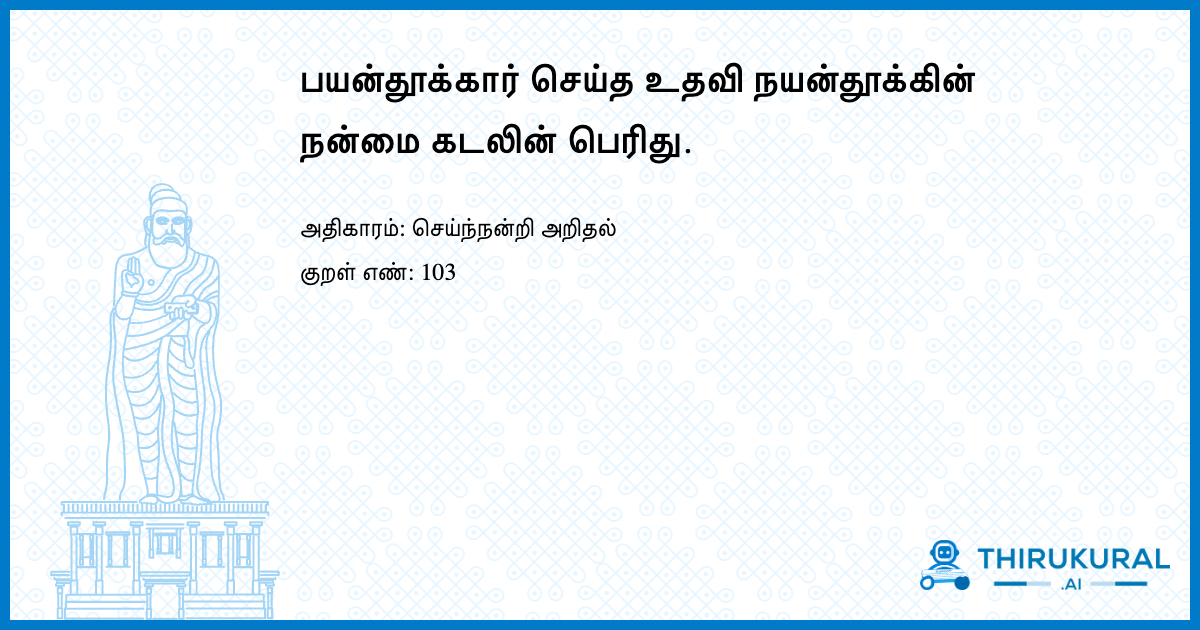 பயன்தூக்கார் செய்த உதவி நயன்தூக்கின்
நன்மை கடலின் பெரிது.
அதிகாரம்: செய்ந்நன்றி அறிதல்
குறள் எண்: 103
THIRUKURAL
.AI